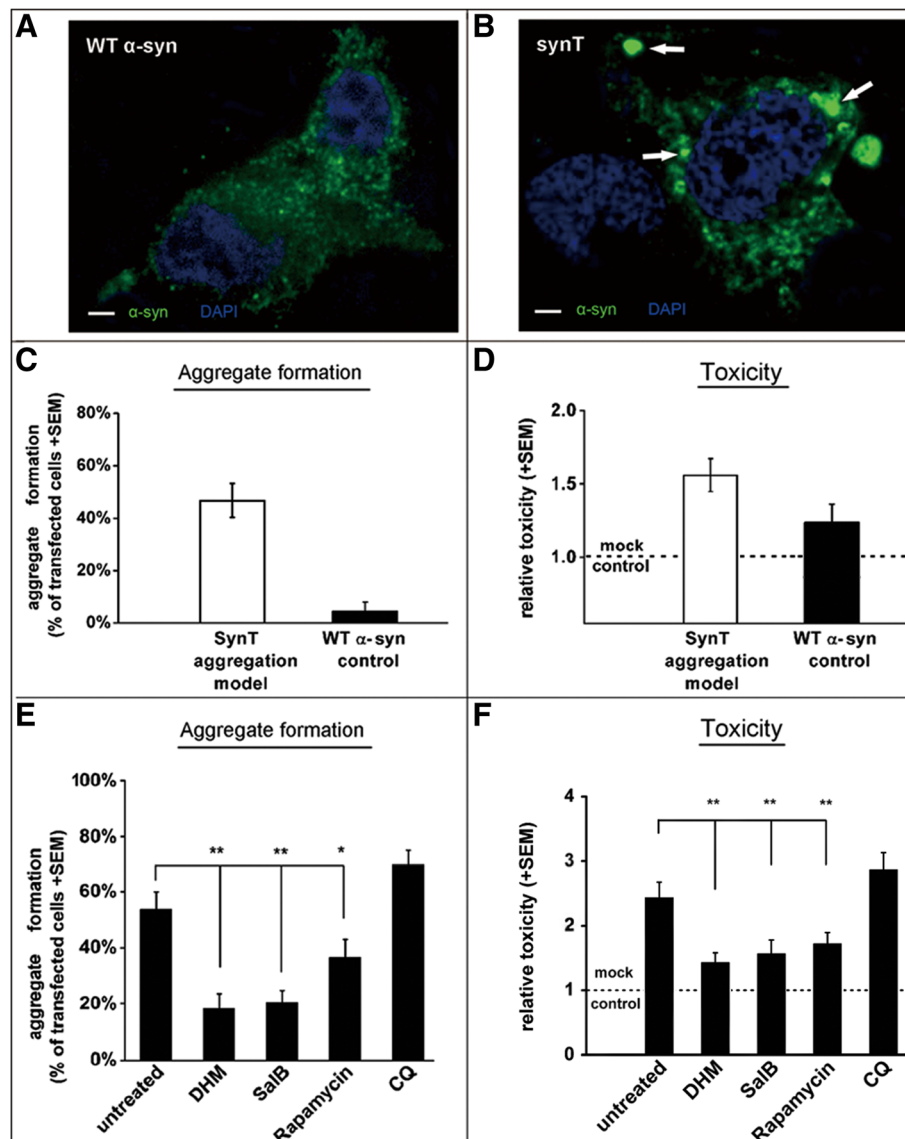 A
WT α-syn
α-syn DAPI
B
synT
α-syn DAPI
C
Aggregate formation
aggregate formation
(% of transfected cells +SEM)
80%
60%
40%
20%
0%
SynT
aggregation
model
WT α-syn
control
D
Toxicity
relative toxicity (+SEM)
2.0
1.5
1.0
mock
control
SynT
aggregation
model
WT α-syn
control
E
Aggregate formation
aggregate formation
(% of transfected cells +SEM)
100%
80%
60%
40%
20%
0%
** ** *
untreated
DHM
SalB
Rapamycin
CQ
F
Toxicity
relative toxicity (+SEM)
4
3
2
1
0
** ** **
mock
control
untreated
DHM
SalB
Rapamycin
CQ